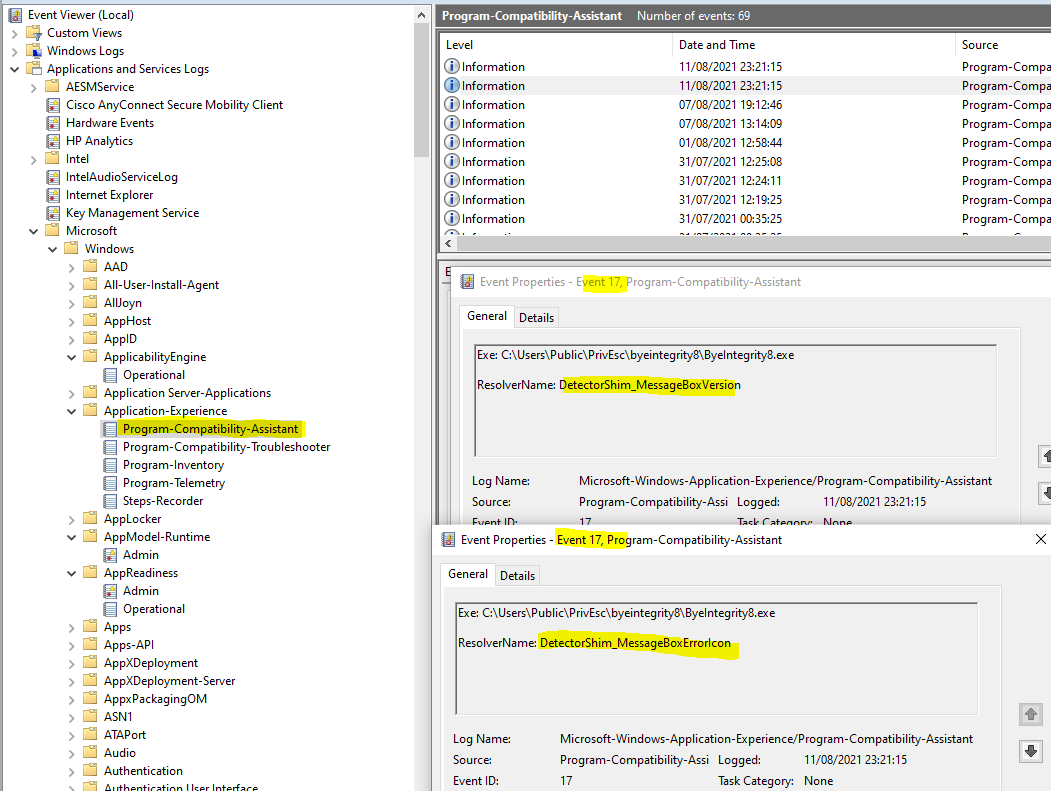 Event Viewer (Local)
Custom Views
Windows Logs
Applications and Services Logs
AESMService
Cisco AnyConnect Secure Mobility Client
Hardware Events
HP Analytics
Intel
IntelAudioServiceLog
Internet Explorer
Key Management Service
Microsoft
Windows
AAD
All-User-Install-Agent
AllJoyn
AppHost
AppID
ApplicabilityEngine
Operational
Application Server-Applications
Application-Experience
Program-Compatibility-Assistant
Program-Compatibility-Troubleshooter
Program-Inventory
Program-Telemetry
Steps-Recorder
AppLocker
AppModel-Runtime
Admin
AppReadiness
Admin
Operational
Apps
Apps-API
AppXDeployment
AppXDeployment-Server
AppxPackagingOM
ASN1
ATAPort
Audio
Authentication
Authentication User Interface
Program-Compatibility-Assistant Number of events: 69
Level Date and Time Source
Information 11/08/2021 23:21:15 Program-Compa
Information 11/08/2021 23:21:15 Program-Compa
Information 07/08/2021 19:12:46 Program-Compa
Information 07/08/2021 13:14:09 Program-Compa
Information 01/08/2021 12:58:44 Program-Compa
Information 31/07/2021 12:25:08 Program-Compa
Information 31/07/2021 12:24:11 Program-Compa
Information 31/07/2021 12:19:25 Program-Compa
Information 31/07/2021 00:35:25 Program-Compa
Event Properties - Event 17, Program-Compatibility-Assistant
General Details
Exe: C:\Users\Public\PrivEsc\byeintegrity8\ByeIntegrity8.exe
ResolverName: DetectorShim_MessageBoxVersion
Log Name: Microsoft-Windows-Application-Experience/Program-Compatibility-Assistant
Source: Program-Compatibility-Assi Logged: 11/08/2021 23:21:15
Event ID: 17 Task Category: None
Event Properties - Event 17, Program-Compatibility-Assistant
General Details
Exe: C:\Users\Public\PrivEsc\byeintegrity8\ByeIntegrity8.exe
ResolverName: DetectorShim_MessageBoxErrorIcon
Log Name: Microsoft-Windows-Application-Experience/Program-Compatibility-Assistant
Source: Program-Compatibility-Assi Logged: 11/08/2021 23:21:15
Event ID: 17 Task Category: None